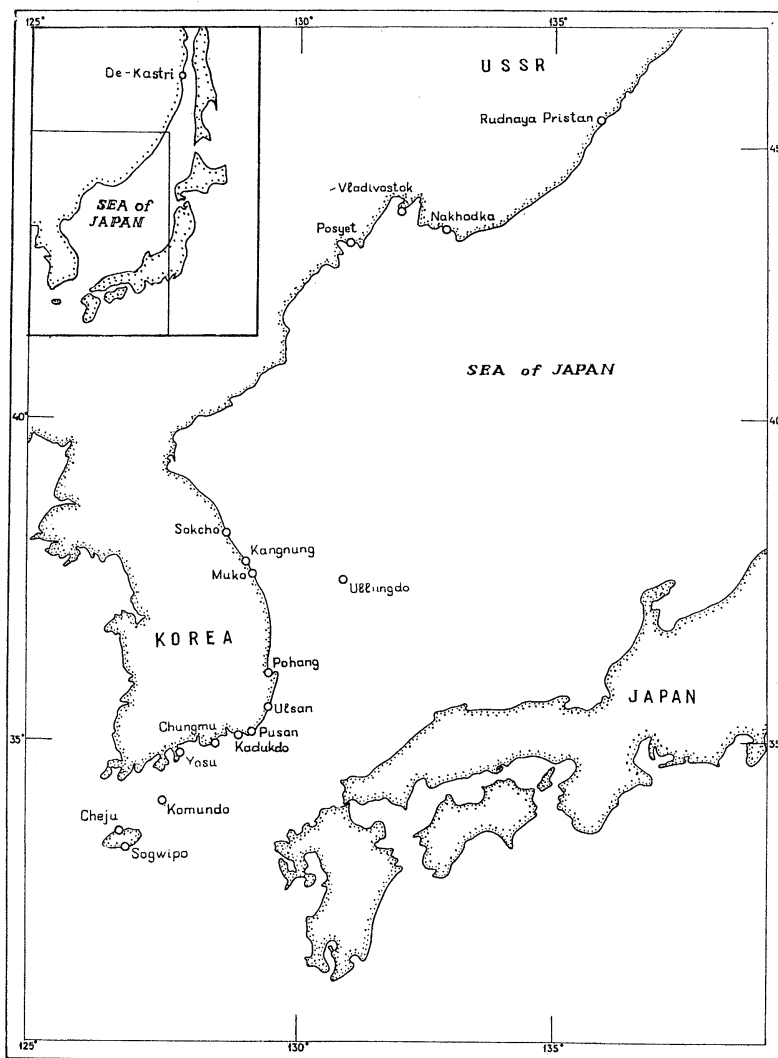 125°
130°
135°
De-Kastri
USSR
Rudnaya Pristan
45
SEA of
JAPAN
Vladivostok
Nakhodka
Posyet
SEA of JAPAN
40°
40
Sokcho
Kangnung
Muko
Ullungdo
KOREA
Pohang
JAPAN
Ulsan
Chungmu
Pusan
Kadukdo
35°
35
Yosu
Komundo
Cheju
Sogwipo
125°
130°
135°